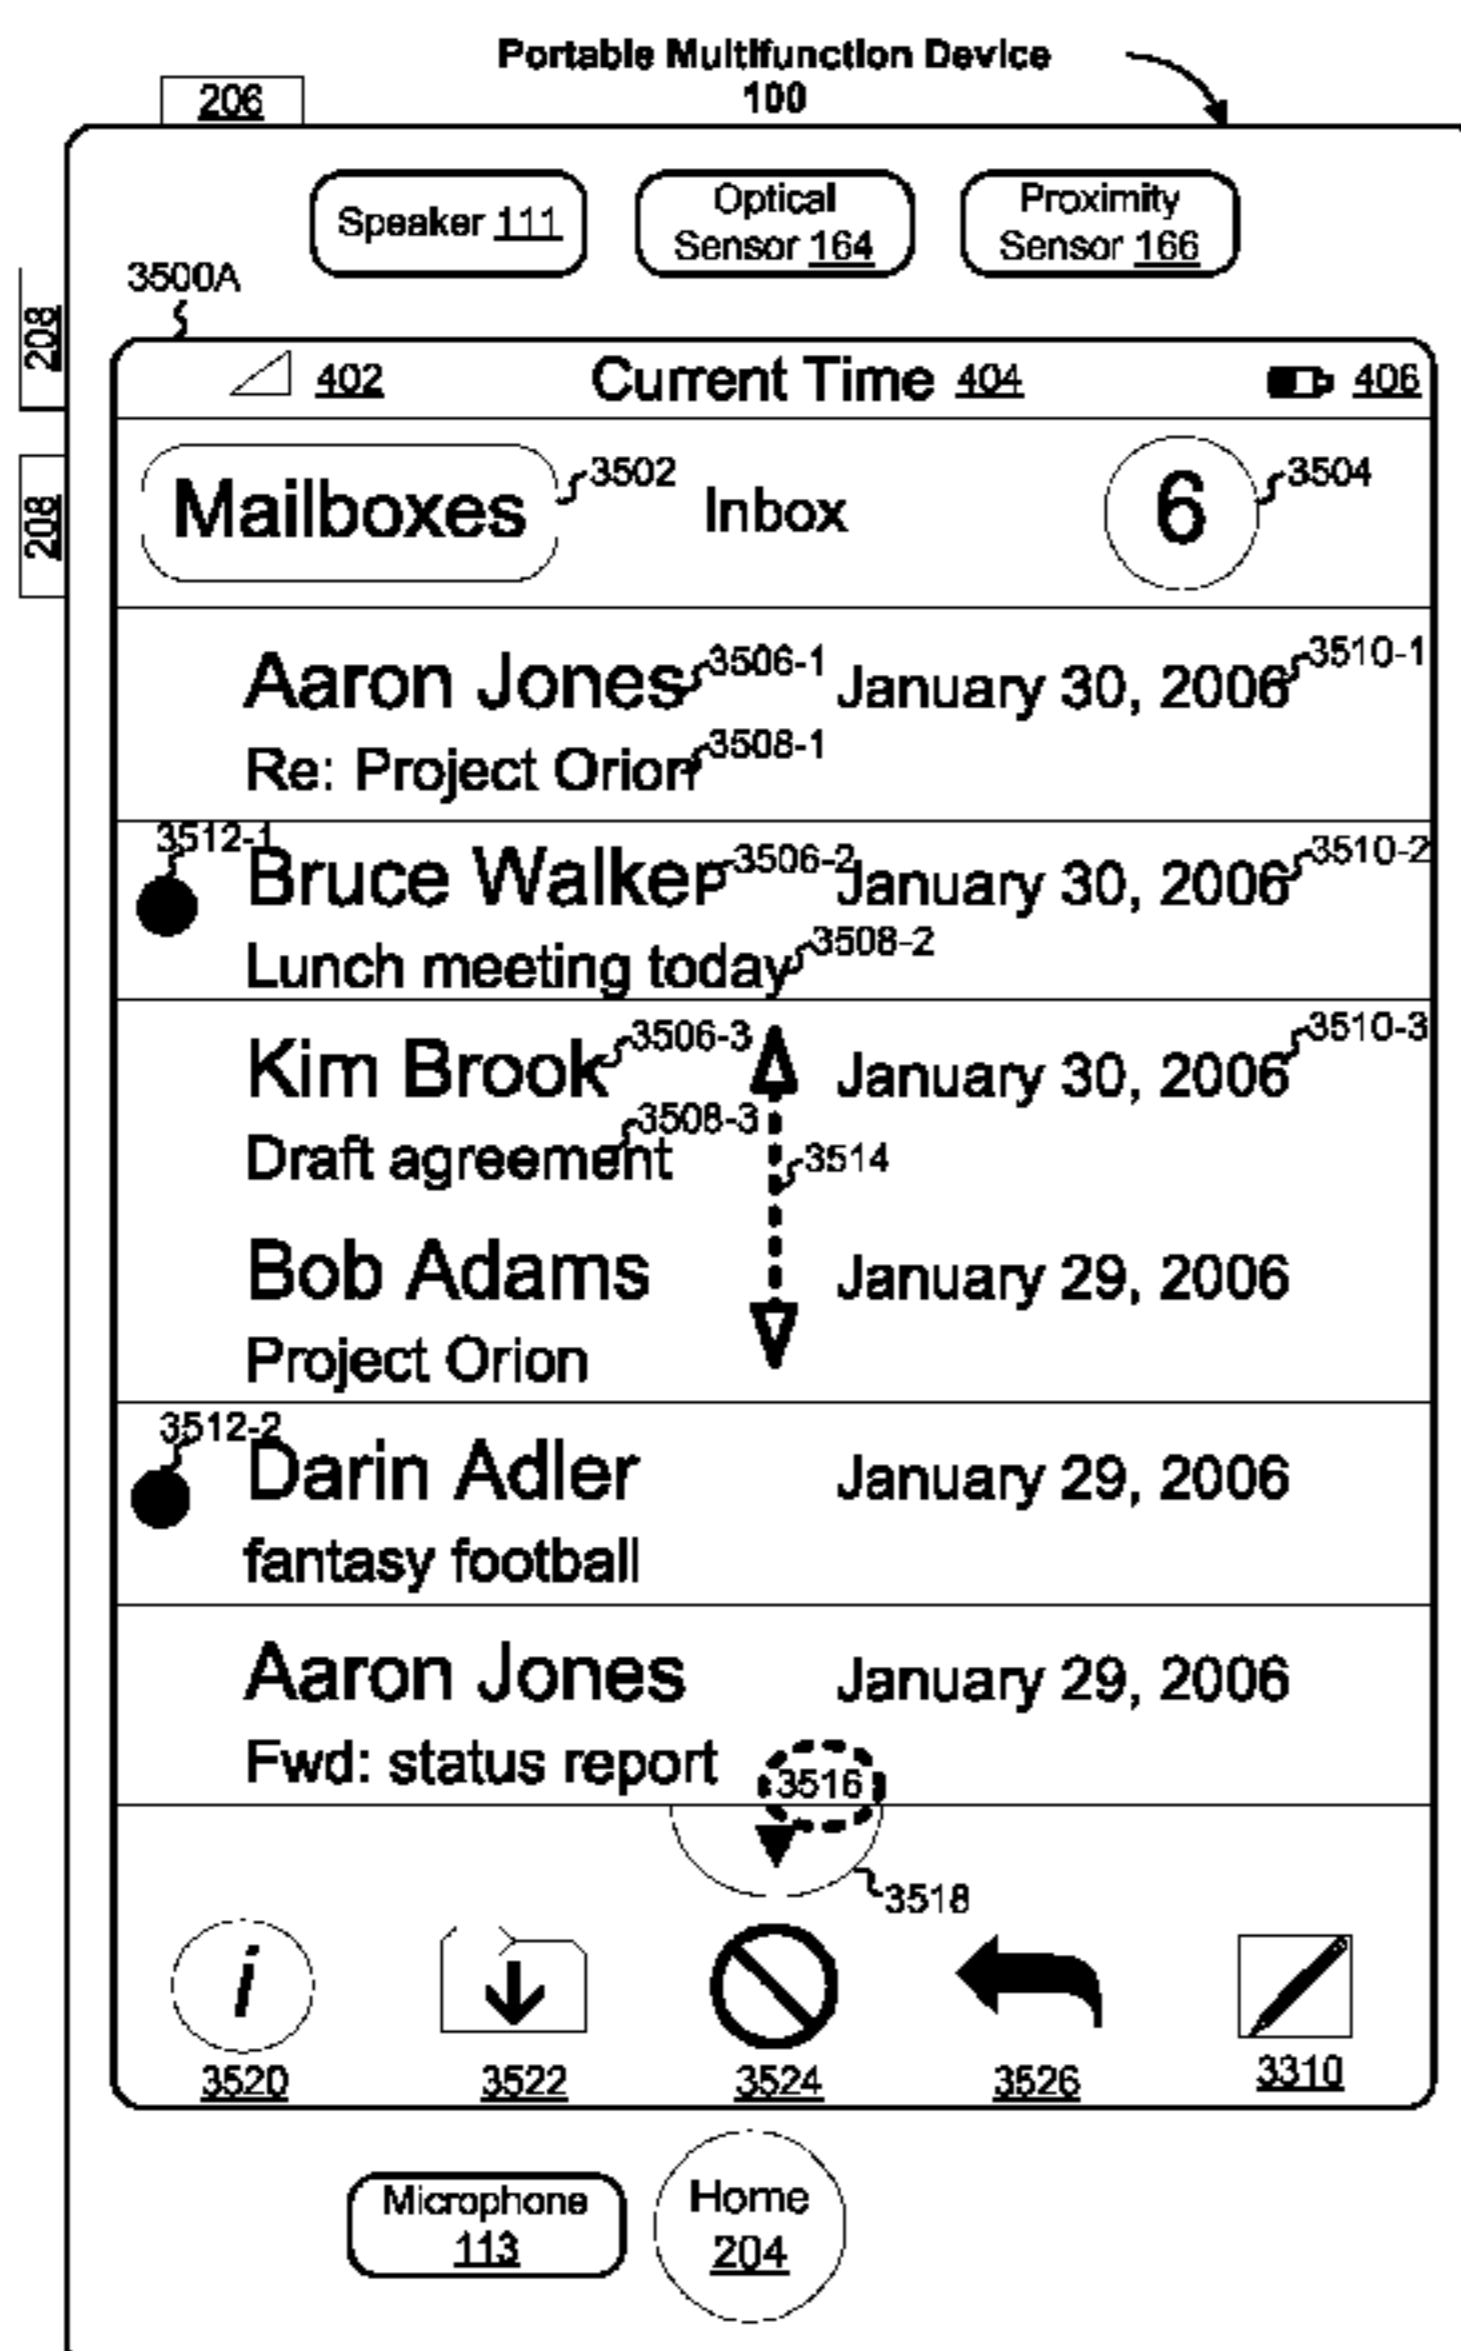 Portable Multifunction Device
100
206
Speaker 111
Optical
Sensor 164
Proximity
Sensor 166
3500A
208
208
402
Current Time 404
406
Mailboxes
3502
Inbox
6
3504
Aaron Jones
3506-1
January 30, 2006
3510-1
Re: Project Orion
3508-1
3512-1
Bruce Walker
3506-2
January 30, 2006
3510-2
Lunch meeting today
3508-2
Kim Brook
3506-3
January 30, 2006
3510-3
Draft agreement
3508-3
3514
Bob Adams
January 29, 2006
Project Orion
3512-2
Darin Adler
January 29, 2006
fantasy football
Aaron Jones
January 29, 2006
Fwd: status report
3516
3518
i
3520
3522
3524
3526
3310
Microphone
113
Home
204